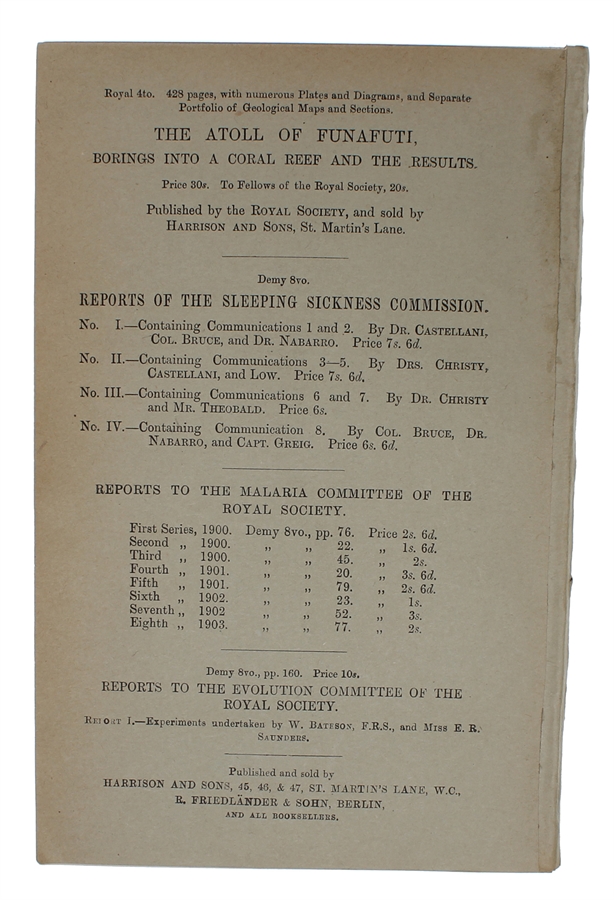 Royal 4to. 428 pages, with numerous Plates and Diagrams, and Separate
Portfolio of Geological Maps and Sections.
THE ATOLL OF FUNAFUTI,
BORINGS INTO A CORAL REEF AND THE RESULTS.
Price 30s. To Fellows of the Royal Society, 20s.
Published by the ROYAL SOCIETY, and sold by
HARRISON AND SONS, St. Martin's Lane.
Demy 8vo.
REPORTS OF THE SLEEPING SICKNESS COMMISSION.
No. I.—Containing Communications 1 and 2. By DR. CASTELLANI,
COL. BRUCE, and DR. NABARRO. Price 7s. 6d.
No. II.—Containing Communications 3—5. By DRS. CHRISTY,
CASTELLANI, and LOW. Price 7s. 6d.
No. III.—Containing Communications 6 and 7. By DR. CHRISTY
and MR. THEOBALD. Price 6s.
No. IV.—Containing Communication 8. By COL. BRUCE, DR.
NABARRO, and CAPT. GREIG. Price 6s. 6d.
REPORTS TO THE MALARIA COMMITTEE OF THE
ROYAL SOCIETY.
First Series, 1900. Demy 8vo., pp. 76. Price 2s. 6d.
Second „ 1900. „ „ 22. „ 1s. 6d.
Third „ 1900. „ „ 45. „ 2s.
Fourth „ 1901. „ „ 20. „ 3s. 6d.
Fifth „ 1901. „ „ 79. „ 2s. 6d.
Sixth „ 1902. „ „ 23. „ 1s.
Seventh „ 1902 „ „ 52. „ 3s.
Eighth „ 1903. „ „ 77. „ 2s.
Demy 8vo., pp. 160. Price 10s.
REPORTS TO THE EVOLUTION COMMITTEE OF THE
ROYAL SOCIETY.
REPORT I.—Experiments undertaken by W. BATESON, F.R.S., and MISS E. R.
SAUNDERS.
Published and sold by
HARRISON AND SONS, 45, 46, & 47, ST. MARTIN'S LANE, W.C.,
R. FRIEDLÄNDER & SOHN, BERLIN,
AND ALL BOOKSELLERS.